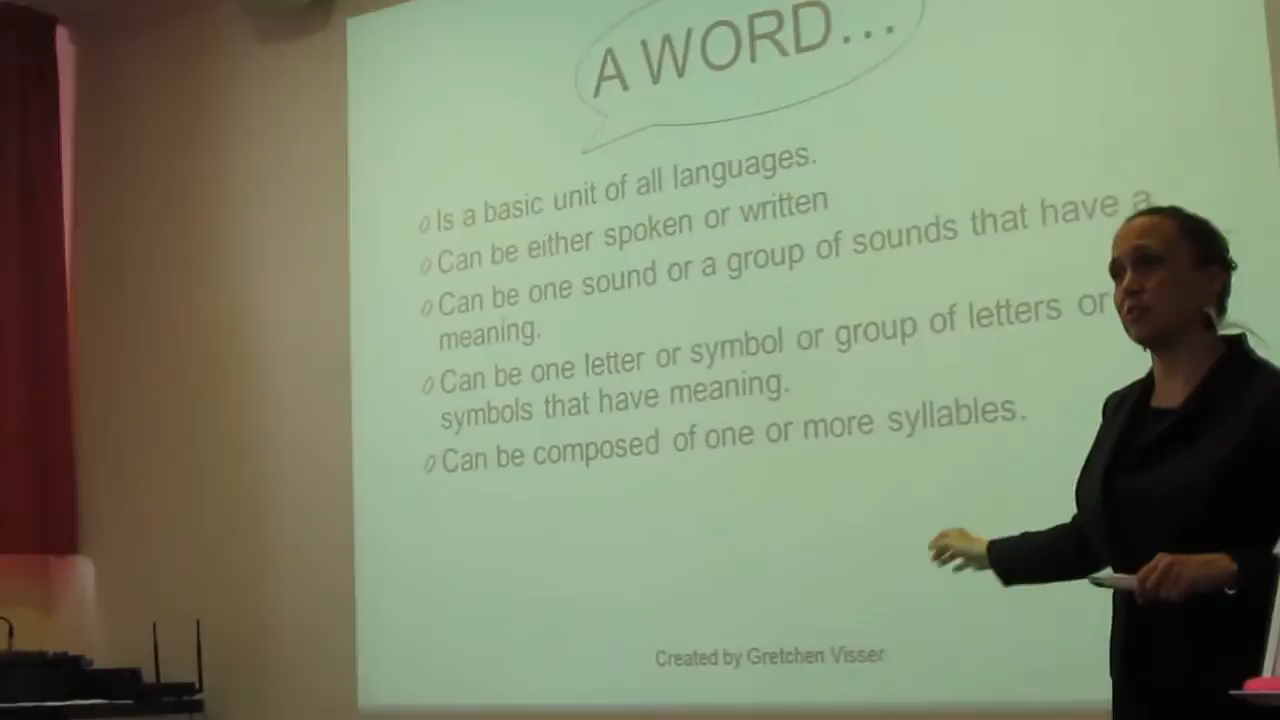 A WORD...
Is a basic unit of all languages.
Can be either spoken or written
Can be one sound or a group of sounds that have a
meaning.
Can be one letter or symbol or group of letters or
symbols that have meaning.
Can be composed of one or more syllables.
Created by Gretchen Visser